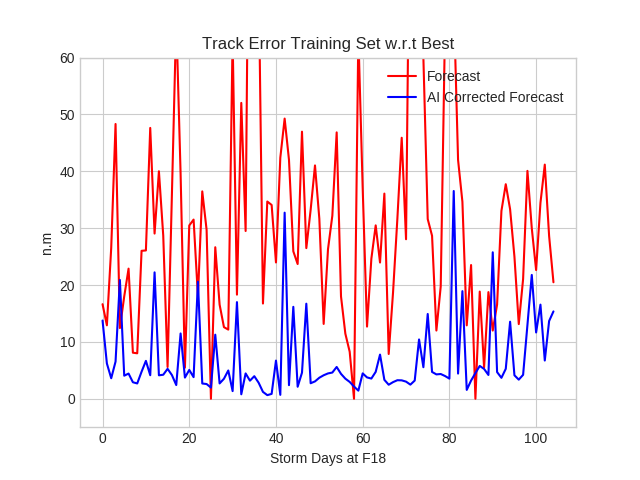 Track Error Training Set w.r.t Best
Forecast
AI Corrected Forecast
n.m
60
50
40
30
20
10
0
0 20 40 60 80 100
Storm Days at F18